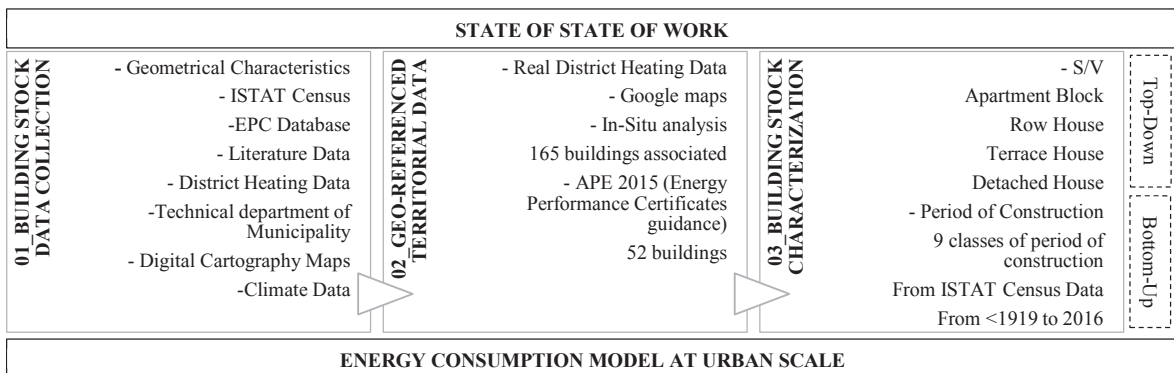 STATE OF STATE OF WORK
01_BUILDING STOCK
DATA COLLECTION
- Geometrical Characteristics
- ISTAT Census
-EPC Database
- Literature Data
- District Heating Data
-Technical department of
Municipality
- Digital Cartography Maps
-Climate Data
02_GEO-REFERENCED
TERRITORIAL DATA
- Real District Heating Data
- Google maps
- In-Situ analysis
165 buildings associated
- APE 2015 (Energy
Performance Certificates
guidance)
52 buildings
03_BUILDING STOCK
CHARACTERIZATION
- S/V
Apartment Block
Row House
Terrace House
Detached House
- Period of Construction
9 classes of period of
construction
From ISTAT Census Data
From <1919 to 2016
Top-Down
Bottom-Up
ENERGY CONSUMPTION MODEL AT URBAN SCALE